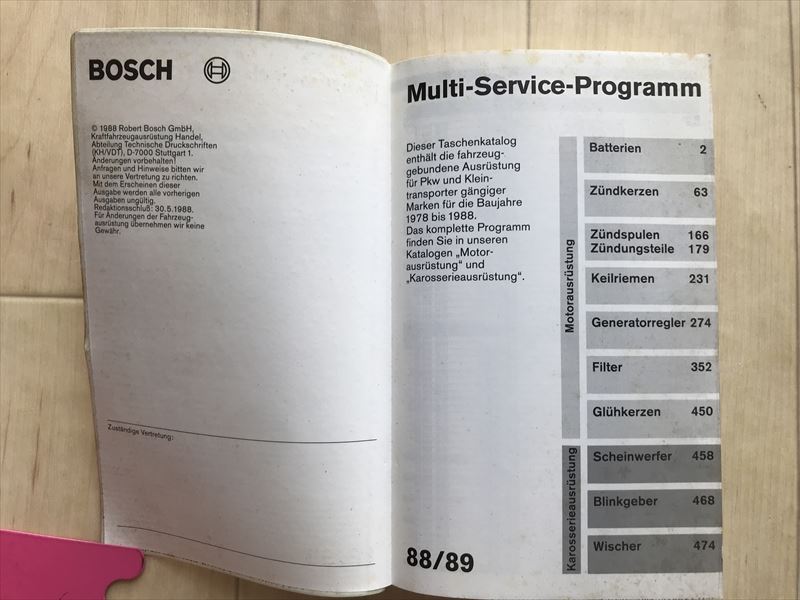 BOSCH
© 1988 Robert Bosch GmbH,
Kraftfahrzeugausrüstung Handel,
Abteilung Technische Druckschriften
(KH/VDT), D-7000 Stuttgart 1.
Änderungen vorbehalten!
Anfragen und Hinweise bitten wir
an unsere Vertretung zu richten.
Mit dem Erscheinen dieser
Ausgabe werden alle vorherigen
Ausgaben ungültig.
Redaktionsschluß: 30.5.1988.
Für Änderungen der Fahrzeug-
ausrüstung übernehmen wir keine
Gewähr.
Zuständige Vertretung:
Multi-Service-Programm
Dieser Taschenkatalog
enthält die fahrzeug-
gebundene Ausrüstung
für Pkw und Klein-
transporter gängiger
Marken für die Baujahre
1978 bis 1988.
Das komplette Programm
finden Sie in unseren
Katalogen „Motor-
ausrüstung“ und
„Karosserieausrüstung“.
88/89
Motorausrüstung
Batterien 2
Zündkerzen 63
Zündspulen 166
Zündungsteile 179
Keilriemen 231
Generatorregler 274
Filter 352
Glühkerzen 450
Karosserieausrüstung
Scheinwerfer 458
Blinkgeber 468
Wischer 474